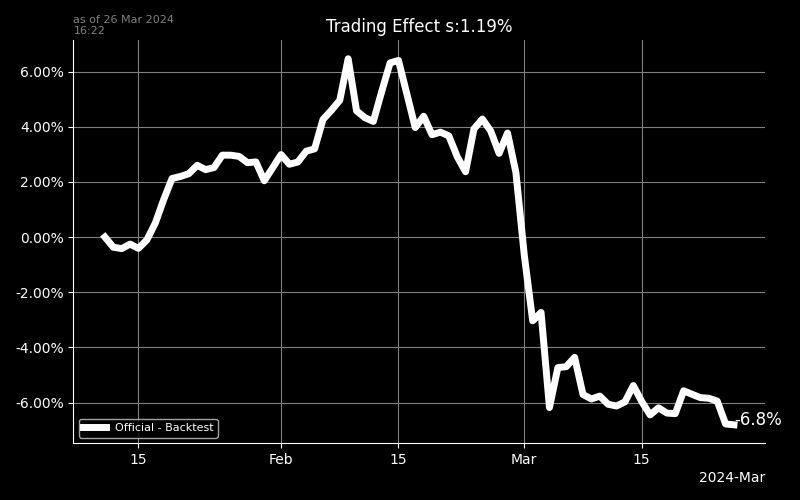 as of 26 Mar 2024
16:22
Trading Effect s:1.19%
6.00%
4.00%
2.00%
0.00%
-2.00%
-4.00%
-6.00%
Official - Backtest
-6.8%
15
Feb
15
Mar
15
2024-Mar